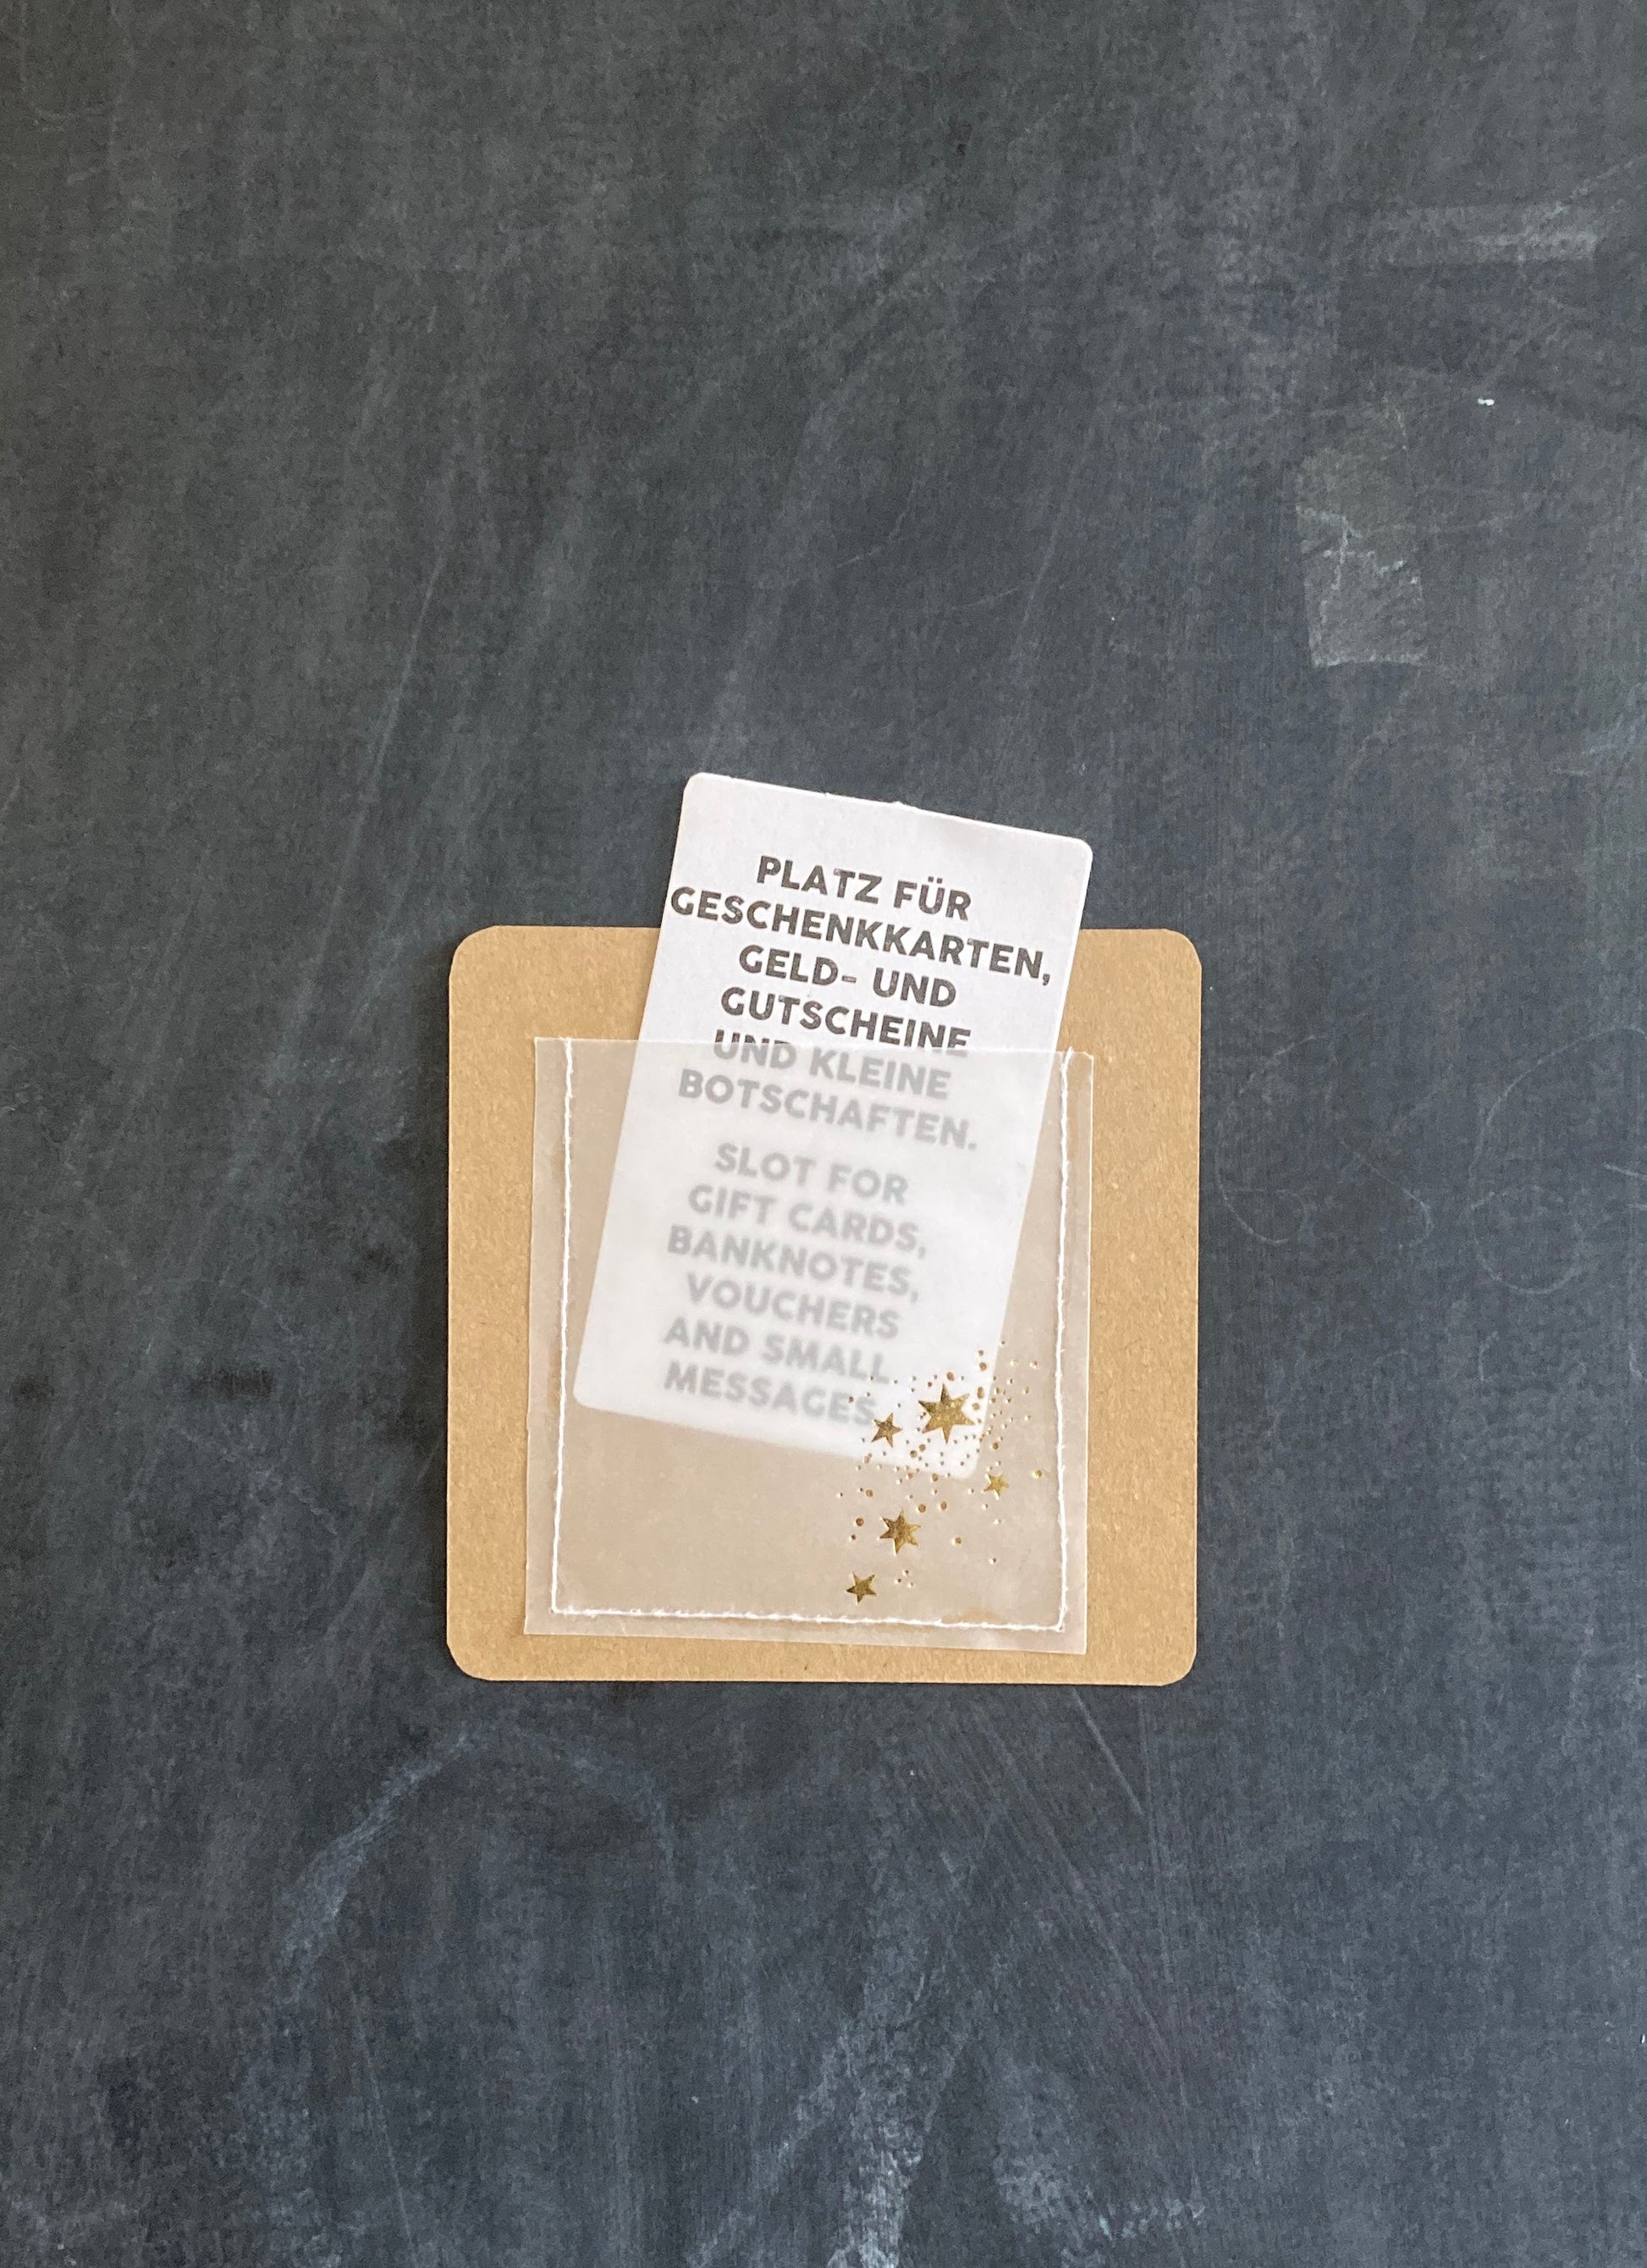 PLATZ FÜR
GESCHENKKARTEN,
GELD- UND
GUTSCHEINE
UND KLEINE
BOTSCHAFTEN.
SLOT FOR
GIFT CARDS,
BANKNOTES,
VOUCHERS
AND SMALL
MESSAGES